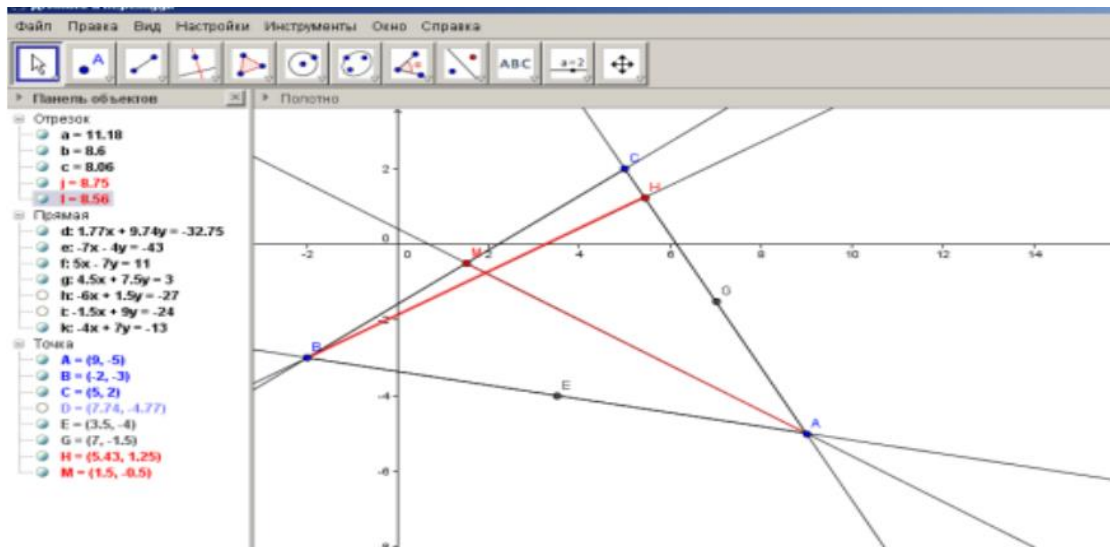 Файл Правка Вид Настройки Инструменты Окно Справка
A ABC a=2
Панель объектов
Полотно
Отрезок
a = 11.18
b = 8.6
c = 8.06
j = 8.75
l = 8.56
Прямая
d: 1.77x + 9.74y = -32.75
e: -7x - 4y = -43
f: 5x - 7y = 11
g: 4.5x + 7.5y = 3
h: -6x + 1.5y = -27
i: -1.5x + 9y = -24
k: -4x + 7y = -13
Точка
A = (9, -5)
B = (-2, -3)
C = (5, 2)
D = (7.74, -4.77)
E = (3.5, -4)
G = (7, -1.5)
H = (5.43, 1.25)
M = (1.5, -0.5)
C
2
H
0
-2 0 2 4 6 8 10 12 14
M
G
B
E
-4
A
-6
-8